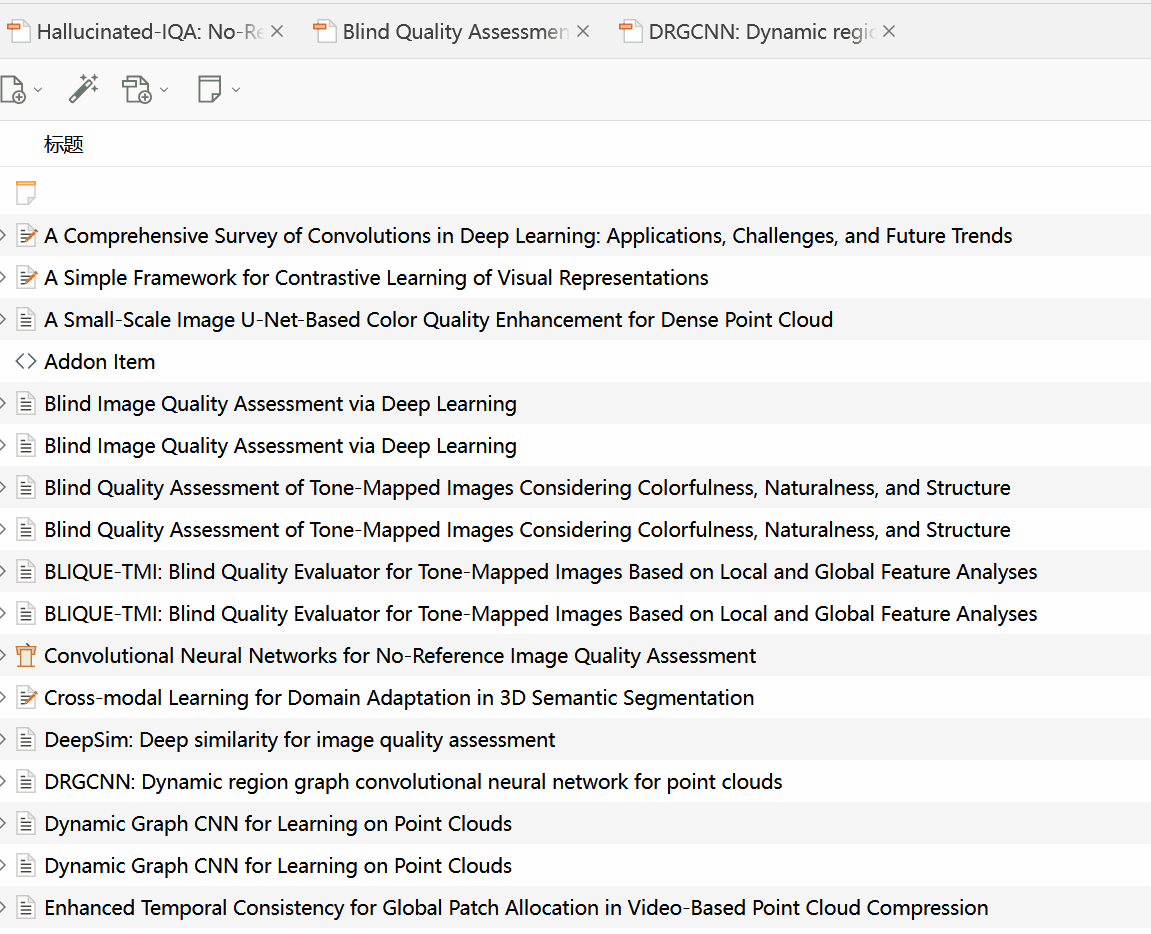 Hallucinated-IQA: No-Re
Blind Quality Assessmen
DRGCNN: Dynamic regio
标题
A Comprehensive Survey of Convolutions in Deep Learning: Applications, Challenges, and Future Trends
A Simple Framework for Contrastive Learning of Visual Representations
A Small-Scale Image U-Net-Based Color Quality Enhancement for Dense Point Cloud
Addon Item
Blind Image Quality Assessment via Deep Learning
Blind Image Quality Assessment via Deep Learning
Blind Quality Assessment of Tone-Mapped Images Considering Colorfulness, Naturalness, and Structure
Blind Quality Assessment of Tone-Mapped Images Considering Colorfulness, Naturalness, and Structure
BLIQUE-TMI: Blind Quality Evaluator for Tone-Mapped Images Based on Local and Global Feature Analyses
BLIQUE-TMI: Blind Quality Evaluator for Tone-Mapped Images Based on Local and Global Feature Analyses
Convolutional Neural Networks for No-Reference Image Quality Assessment
Cross-modal Learning for Domain Adaptation in 3D Semantic Segmentation
DeepSim: Deep similarity for image quality assessment
DRGCNN: Dynamic region graph convolutional neural network for point clouds
Dynamic Graph CNN for Learning on Point Clouds
Dynamic Graph CNN for Learning on Point Clouds
Enhanced Temporal Consistency for Global Patch Allocation in Video-Based Point Cloud Compression